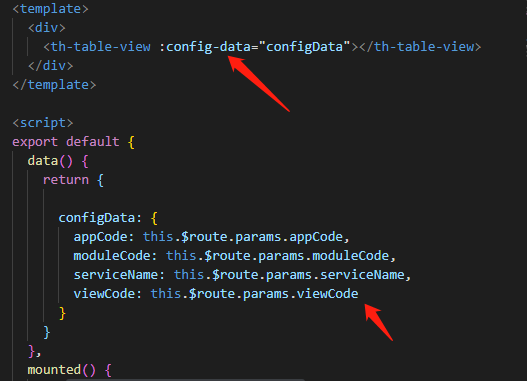 <template>
<div>
<th-table-view :config-data="configData"></th-table-view>
</div>
</template>
<script>
export default {
data() {
return {
configData: {
appCode: this.$route.params.appCode,
moduleCode: this.$route.params.moduleCode,
serviceName: this.$route.params.serviceName,
viewCode: this.$route.params.viewCode
}
}
},
mounted() {